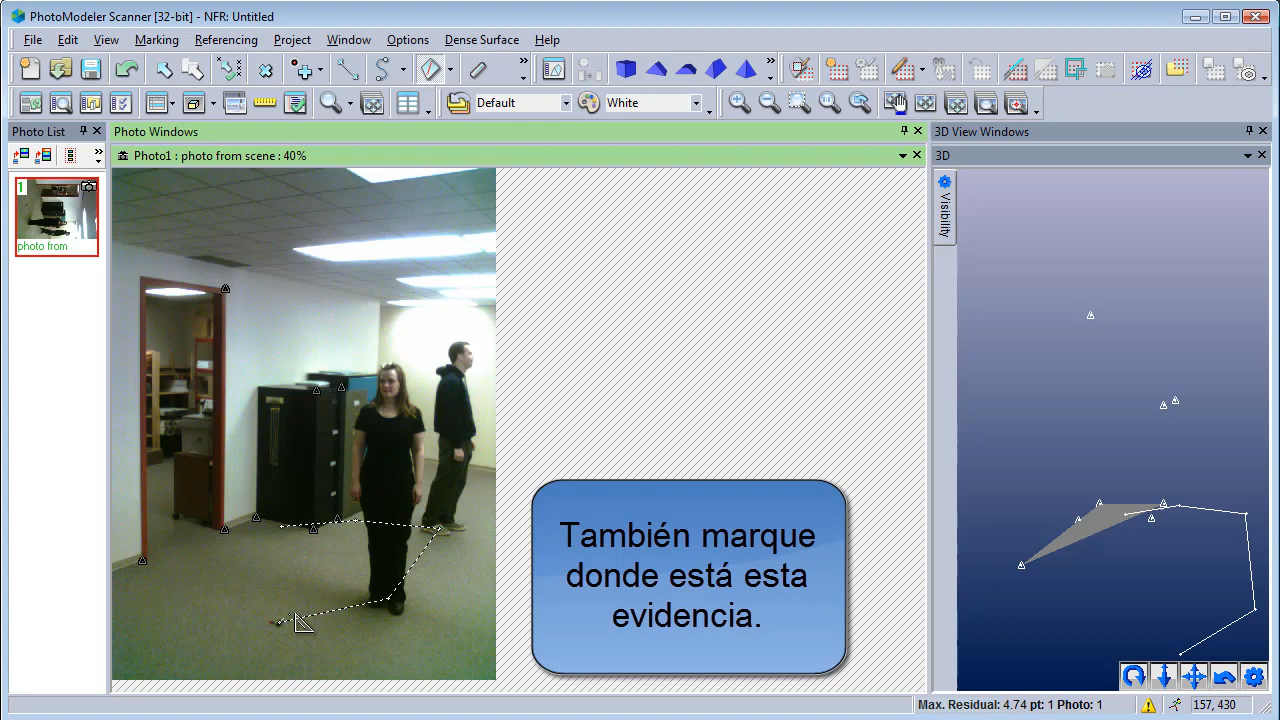 PhotoModeler Scanner [32-bit] - NFR: Untitled
File Edit View Marking Referencing Project Window Options Dense Surface Help
Default White
Photo List
Photo Windows
3D View Windows
Photo1 : photo from scene : 40%
3D
1
photo from
Visibility
También marque
donde está esta
evidencia.
Max. Residual: 4.74 pt: 1 Photo: 1
157, 430